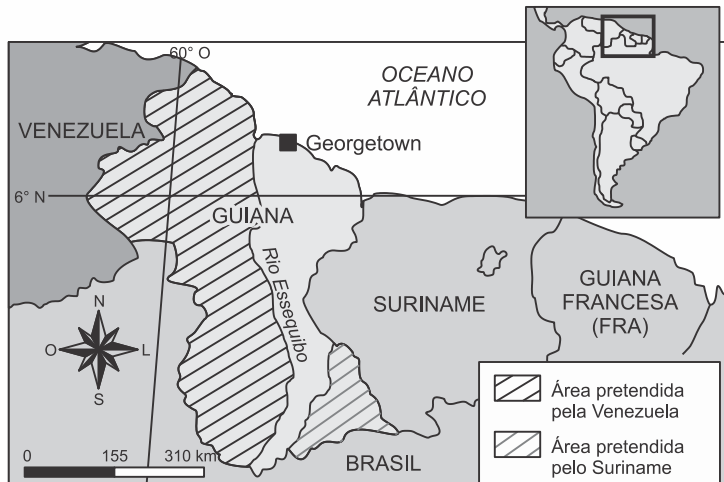 60° O
OCEANO
ATLÂNTICO
VENEZUELA
Georgetown
6° N
GUIANA
Rio Essequibo
SURINAME
GUIANA
FRANCESA
(FRA)
N
O
L
S
Área pretendida
pela Venezuela
Área pretendida
pelo Suriname
0 155 310 km
BRASIL